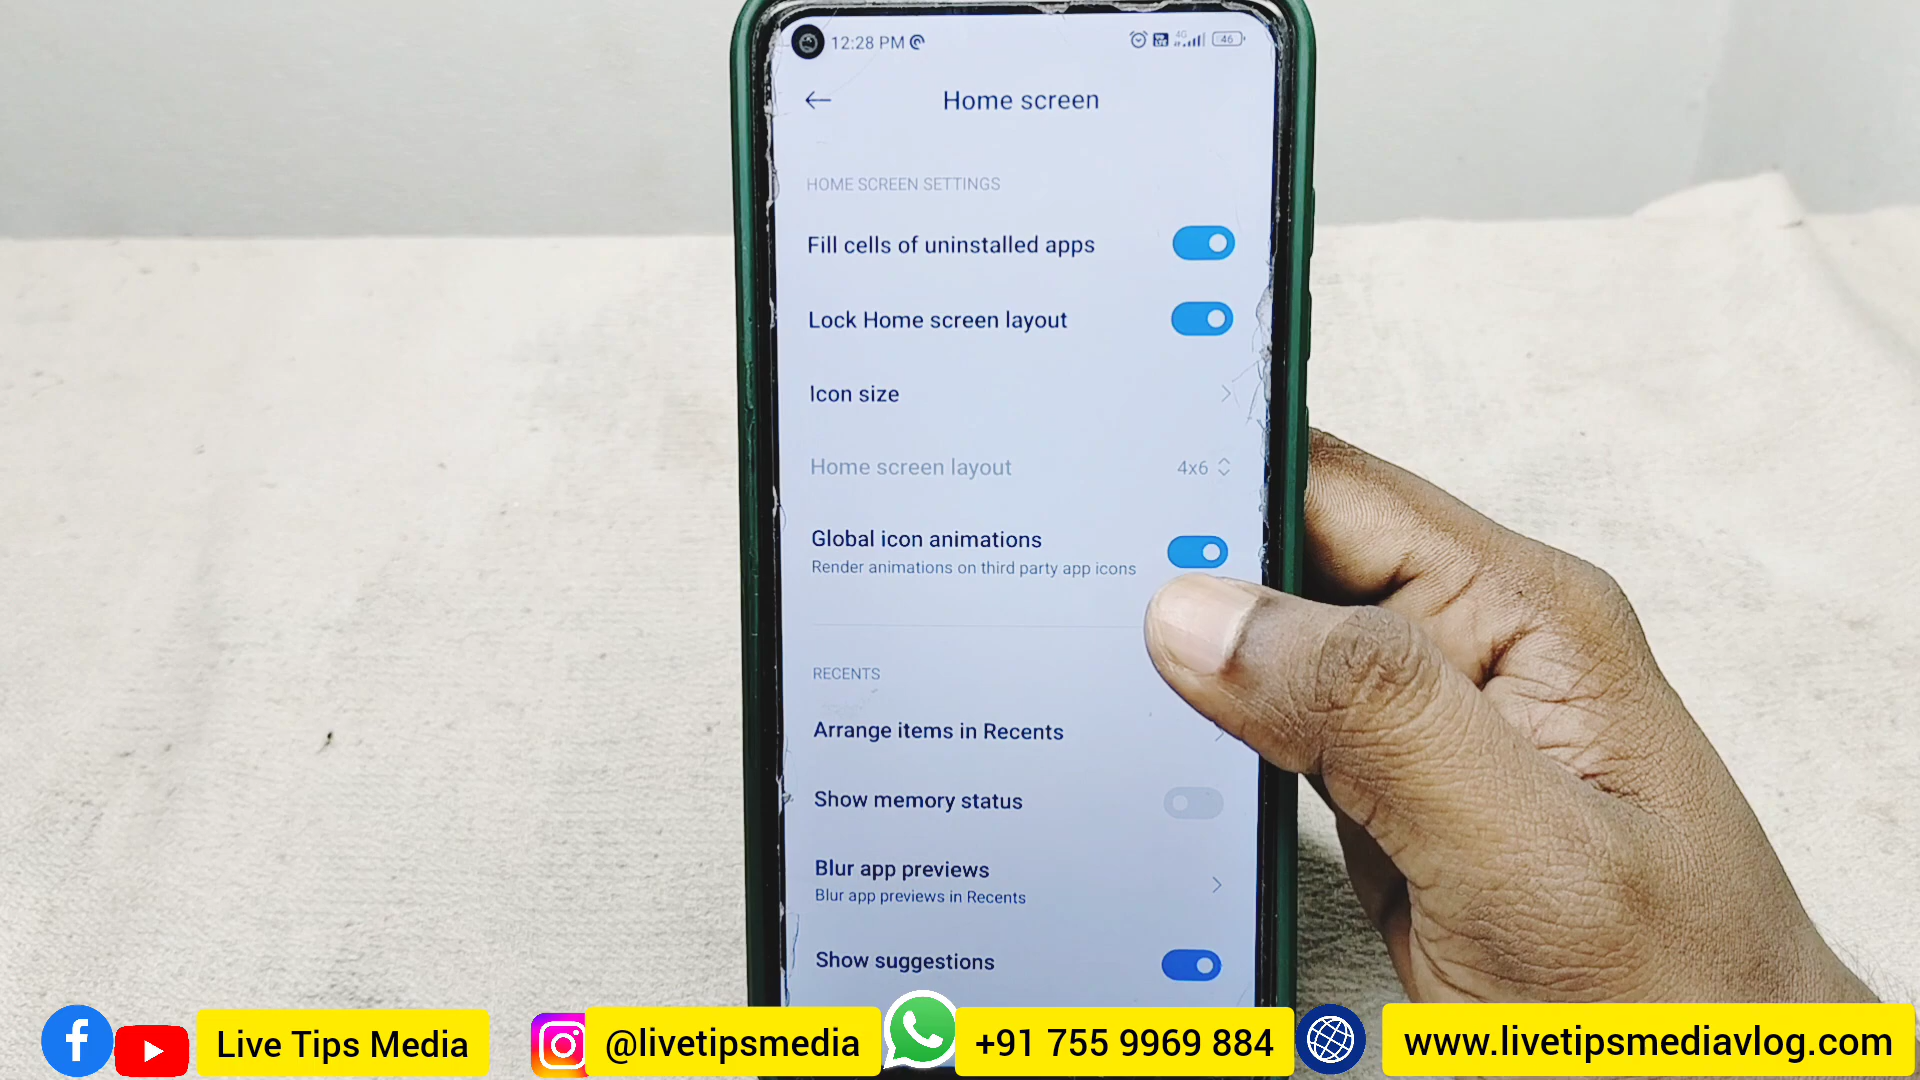 12:28 PM
4G
46
Home screen
HOME SCREEN SETTINGS
Fill cells of uninstalled apps
Lock Home screen layout
Icon size
Home screen layout 4x6
Global icon animations
Render animations on third party app icons
RECENTS
Arrange items in Recents
Show memory status
Blur app previews
Blur app previews in Recents
Show suggestions
Live Tips Media @livetipsmedia +91 755 9969 884 www.livetipsmediavlog.com